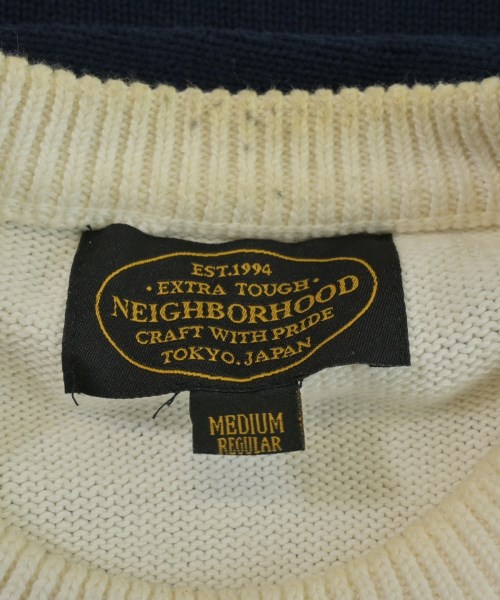 EST.1994
· EXTRA TOUGH ·
NEIGHBORHOOD
CRAFT WITH PRIDE
TOKYO.JAPAN
MEDIUM
REGULAR